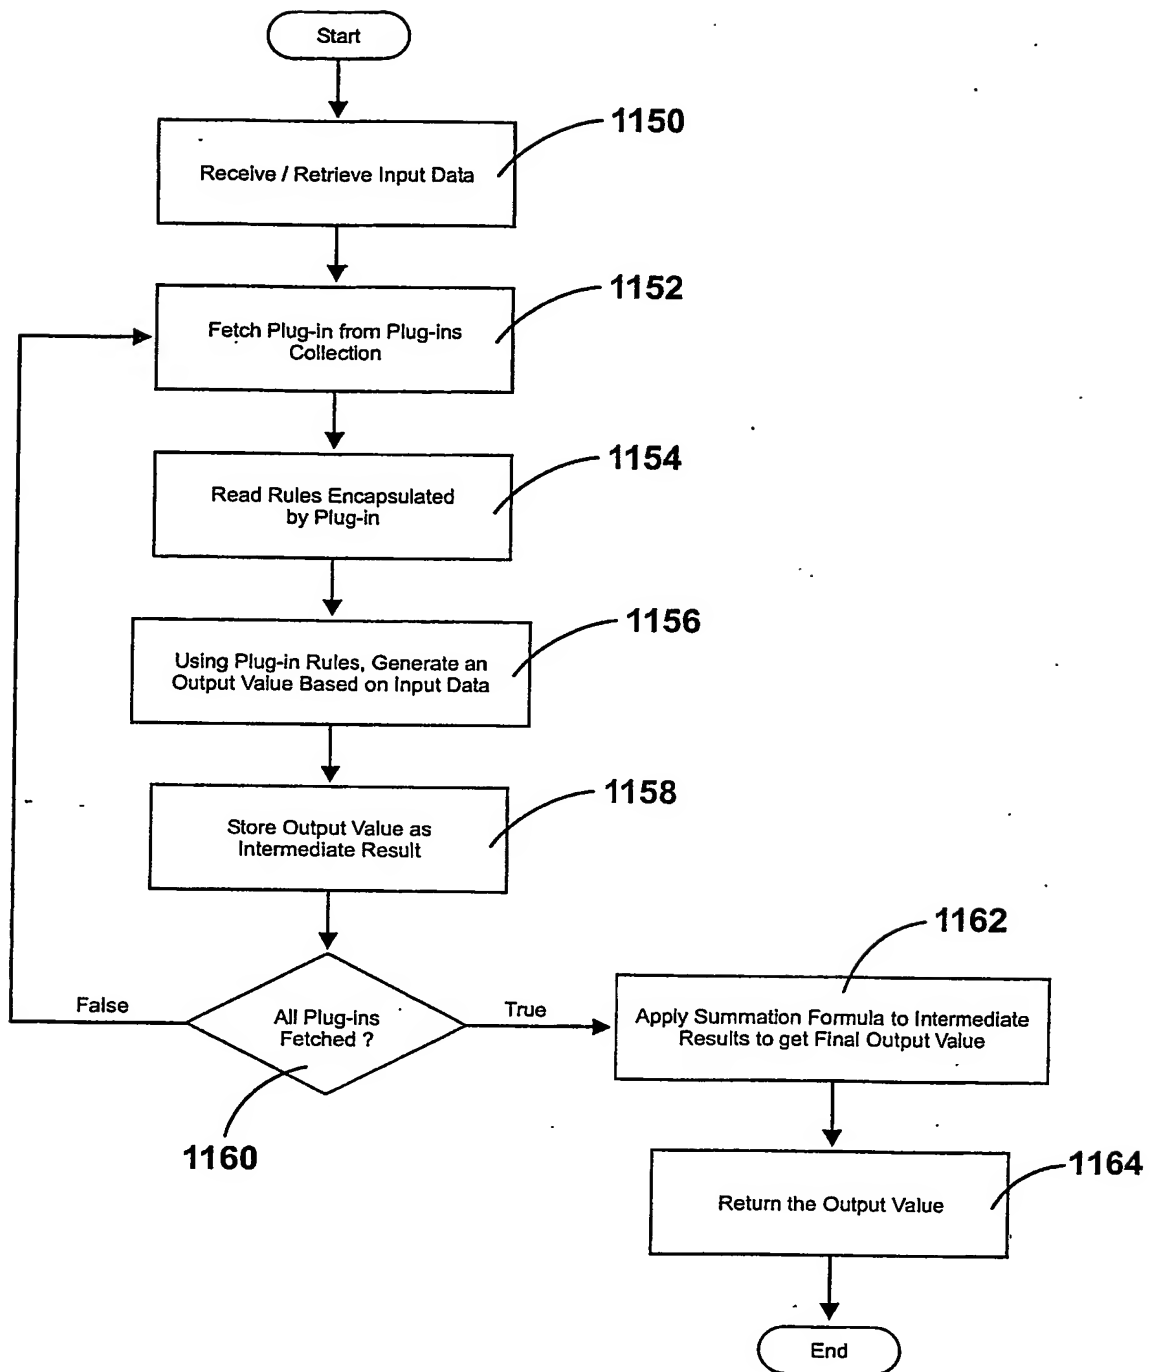 Start
1150
Receive / Retrieve Input Data
1152
Fetch Plug-in from Plug-ins
Collection
1154
Read Rules Encapsulated
by Plug-in
1156
Using Plug-in Rules, Generate an
Output Value Based on Input Data
1158
Store Output Value as
Intermediate Result
1162
False
All Plug-ins
Fetched ?
True
Apply Summation Formula to Intermediate
Results to get Final Output Value
1160
1164
Return the Output Value
End